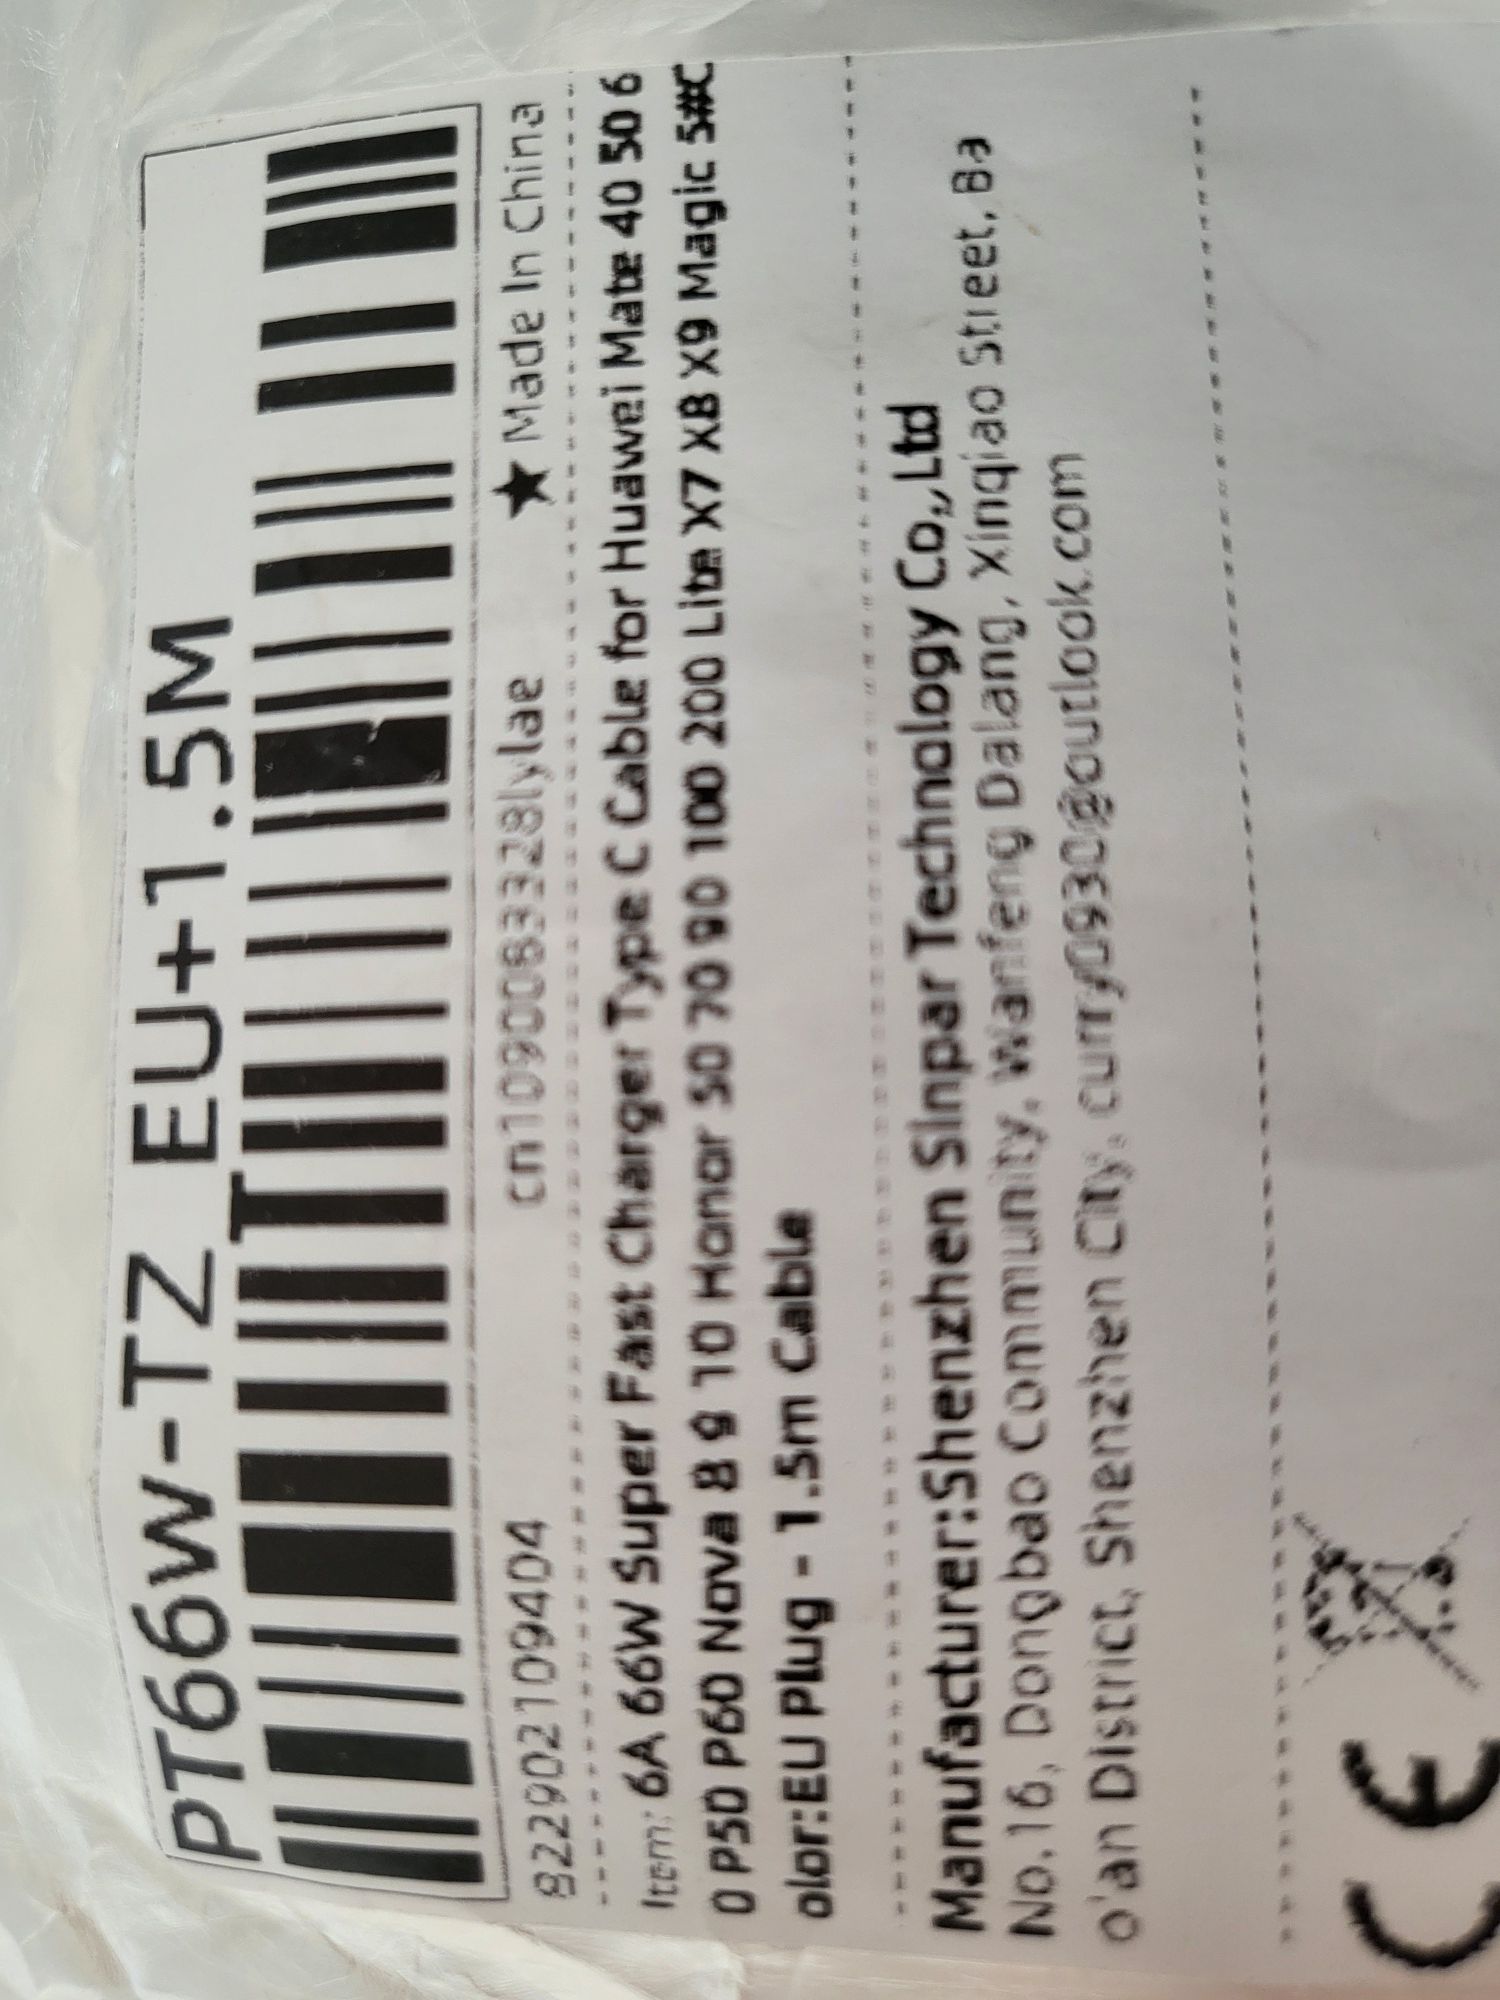 PT66W-TZ EU+1.5M
T
822902109404 cn1090083328lylae ★ Made In China
Item: 6A 66W Super Fast Charger Type C Cable for Huawei Mate 40 50 6
0 P50 P60 Nova 8 9 10 Honor 50 70 90 100 200 Lite X7 X8 X9 Magic 5#C
olor:EU Plug - 1.5m Cable
Manufacturer:Shenzhen Sinpar Technology Co.,Ltd
No.16, Dongbao Community, Wanfeng Dalang, Xinqiao Street, Ba
o'an District, Shenzhen City, curry0930@outlook.com
CE